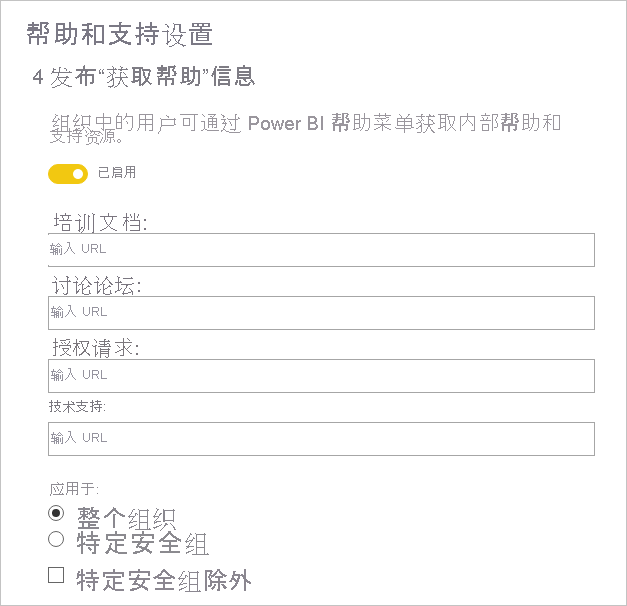 帮助和支持设置
4 发布“获取帮助”信息
组织中的用户可通过 Power BI 帮助菜单获取内部帮助和
支持资源。
已启用
培训文档:
输入 URL
讨论论坛:
输入 URL
授权请求:
输入 URL
技术支持:
输入 URL
应用于:
整个组织
特定安全组
特定安全组除外